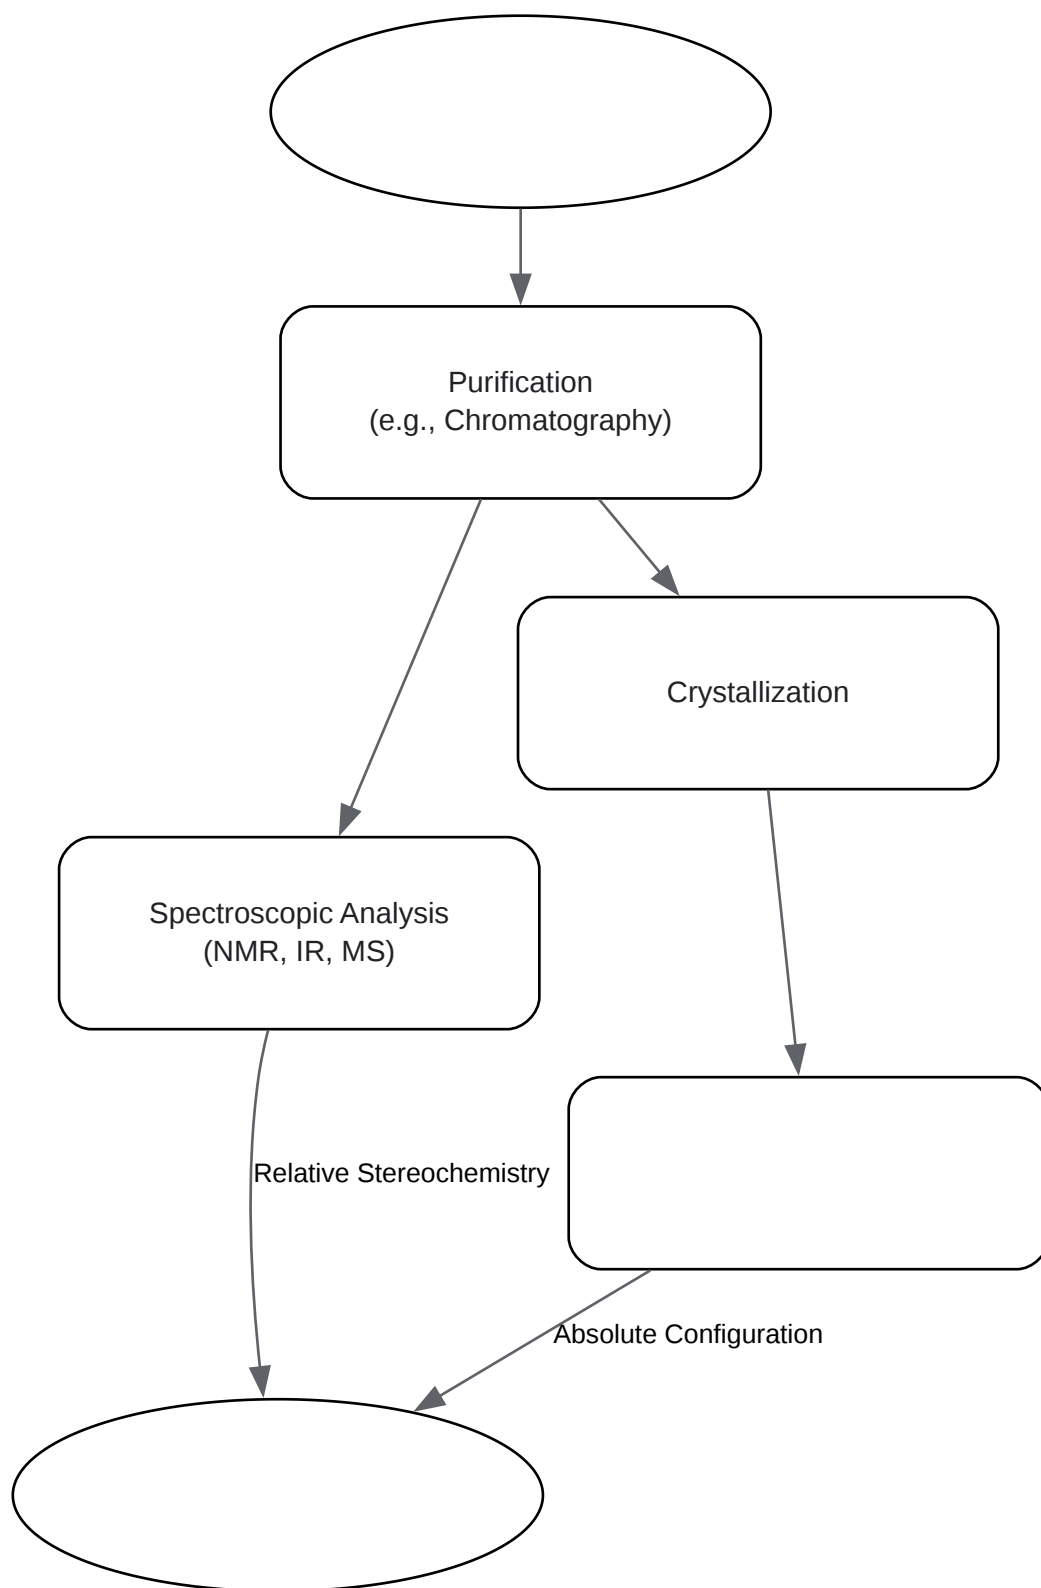 Purification
(e.g., Chromatography)
Crystallization
Spectroscopic Analysis
(NMR, IR, MS)
Relative Stereochemistry
Absolute Configuration